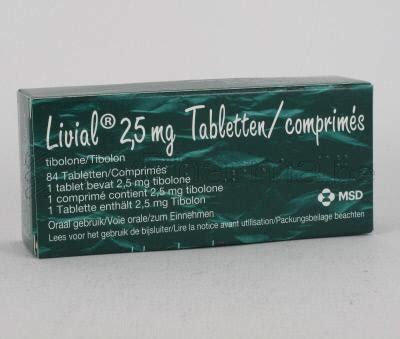 Livial® 2,5 mg Tabletten/comprimés
tibolone/Tibolon
84 Tabletten/Comprimés
1 tablet bevat 2,5 mg tibolone
1 comprimé contient 2,5 mg tibolone
1 Tablette enthält 2,5 mg Tibolon
MSD
Oraal gebruik/Voie orale/zum Einnehmen
Lees voor het gebruik de bijsluiter/Lire la notice avant utilisation/Packungsbeilage beachten